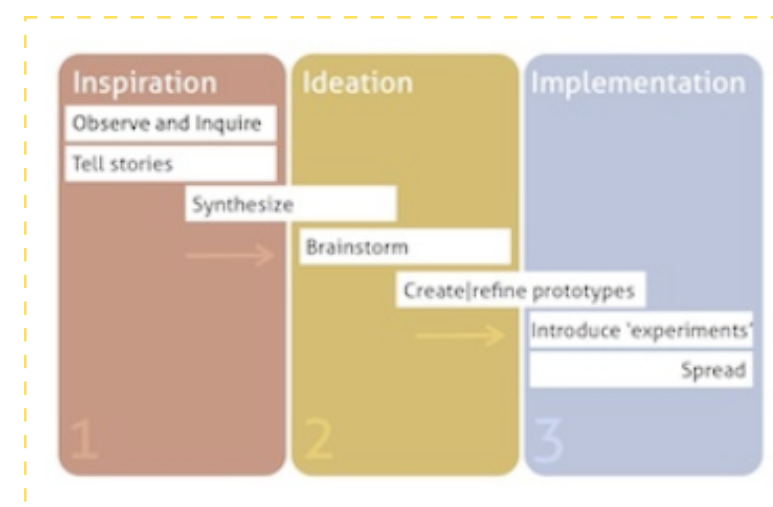 Inspiration
Observe and Inquire
Tell stories
Synthesize
1
Ideation
Brainstorm
Create|refine prototypes
2
Implementation
Introduce 'experiments'
Spread
3